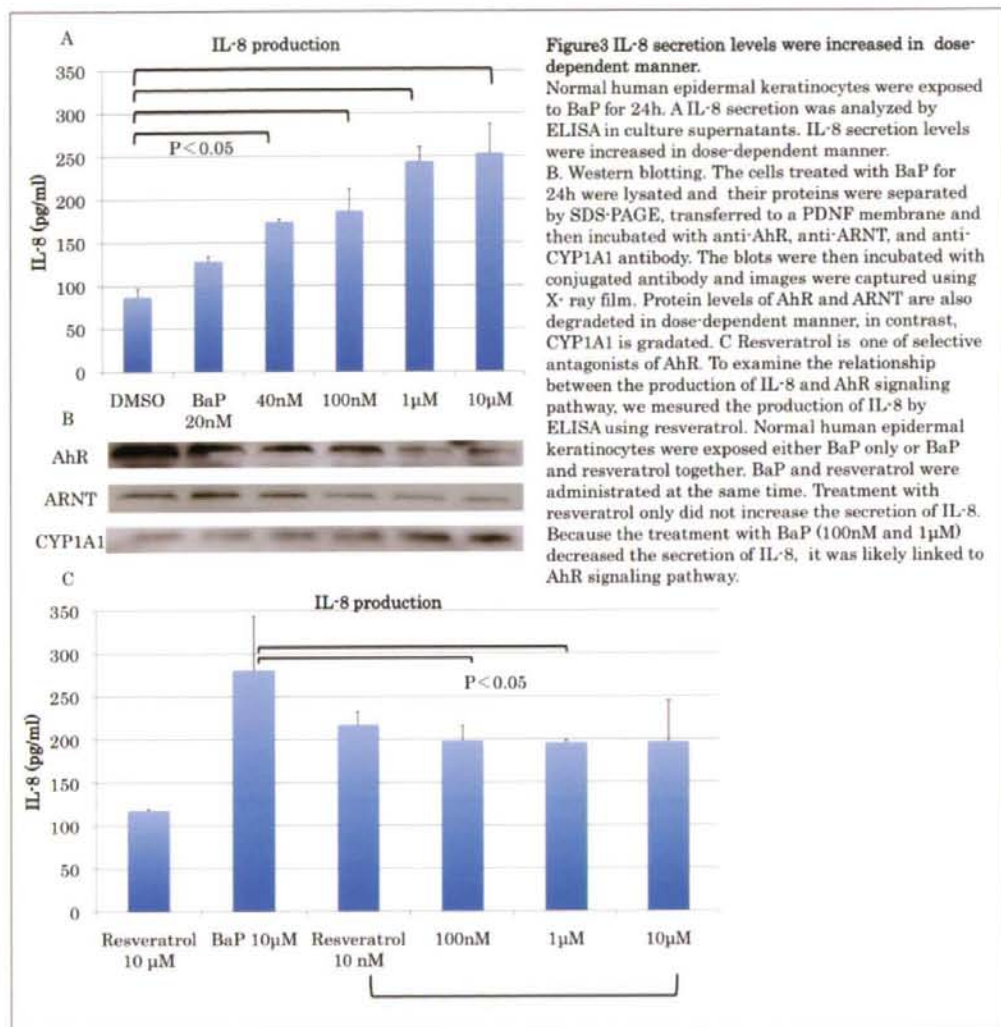 A
IL-8 production
350
300
250
200
150
100
50
0
IL-8 (pg/ml)
P<0.05
DMSO BaP 40nM 100nM 1µM 10µM
20nM
B
AhR
ARNT
CYP1A1
Figure3 IL-8 secretion levels were increased in dose-
dependent manner.
Normal human epidermal keratinocytes were exposed
to BaP for 24h. A IL-8 secretion was analyzed by
ELISA in culture supernatants. IL-8 secretion levels
were increased in dose-dependent manner.
B. Western blotting. The cells treated with BaP for
24h were lysated and their proteins were separated
by SDS-PAGE, transferred to a PDNF membrane and
then incubated with anti-AhR, anti-ARNT, and anti-
CYP1A1 antibody. The blots were then incubated with
conjugated antibody and images were captured using
X- ray film. Protein levels of AhR and ARNT are also
degradeted in dose-dependent manner, in contrast,
CYP1A1 is gradated. C Resveratrol is one of selective
antagonists of AhR. To examine the relationship
between the production of IL-8 and AhR signaling
pathway, we mesured the production of IL-8 by
ELISA using resveratrol. Normal human epidermal
keratinocytes were exposed either BaP only or BaP
and resveratrol together. BaP and resveratrol were
administrated at the same time. Treatment with
resveratrol only did not increase the secretion of IL-8.
Because the treatment with BaP (100nM and 1µM)
decreased the secretion of IL-8, it was likely linked to
AhR signaling pathway.
C
IL-8 production
350
300
250
200
150
100
50
0
IL-8 (pg/ml)
P<0.05
Resveratrol BaP 10µM Resveratrol 100nM 1µM 10µM
10 µM 10 nM